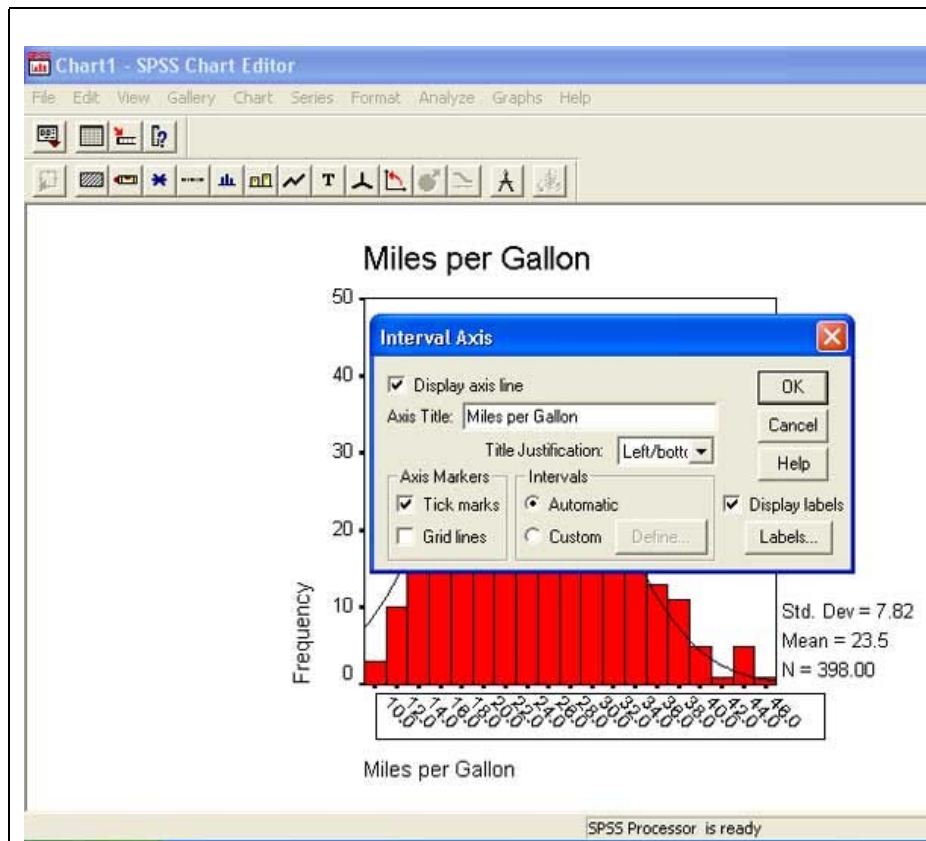 Chart1 - SPSS Chart Editor
File Edit View Gallery Chart Series Format Analyze Graphs Help
T
Miles per Gallon
50
40
30
20
10
0
Frequency
Interval Axis
Display axis line
OK
Axis Title: Miles per Gallon
Cancel
Title Justification: Left/botto
Help
Axis Markers
Intervals
Tick marks
Automatic
Display labels
Grid lines
Custom
Define...
Labels...
Std. Dev = 7.82
Mean = 23.5
N = 398.00
10.0 12.0 14.0 16.0 18.0 20.0 22.0 24.0 26.0 28.0 30.0 32.0 34.0 36.0 38.0 40.0 42.0 44.0 46.0
Miles per Gallon
SPSS Processor is ready